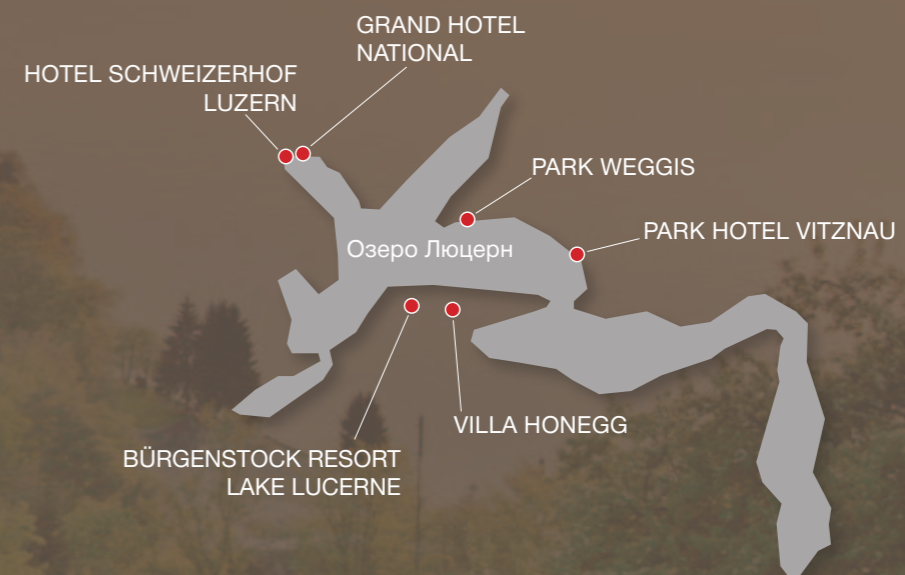 GRAND HOTEL
NATIONAL
HOTEL SCHWEIZERHOF
LUZERN
PARK WEGGIS
PARK HOTEL VITZNAU
Озеро Люцерн
VILLA HONEGG
BÜRGENSTOCK RESORT
LAKE LUCERNE